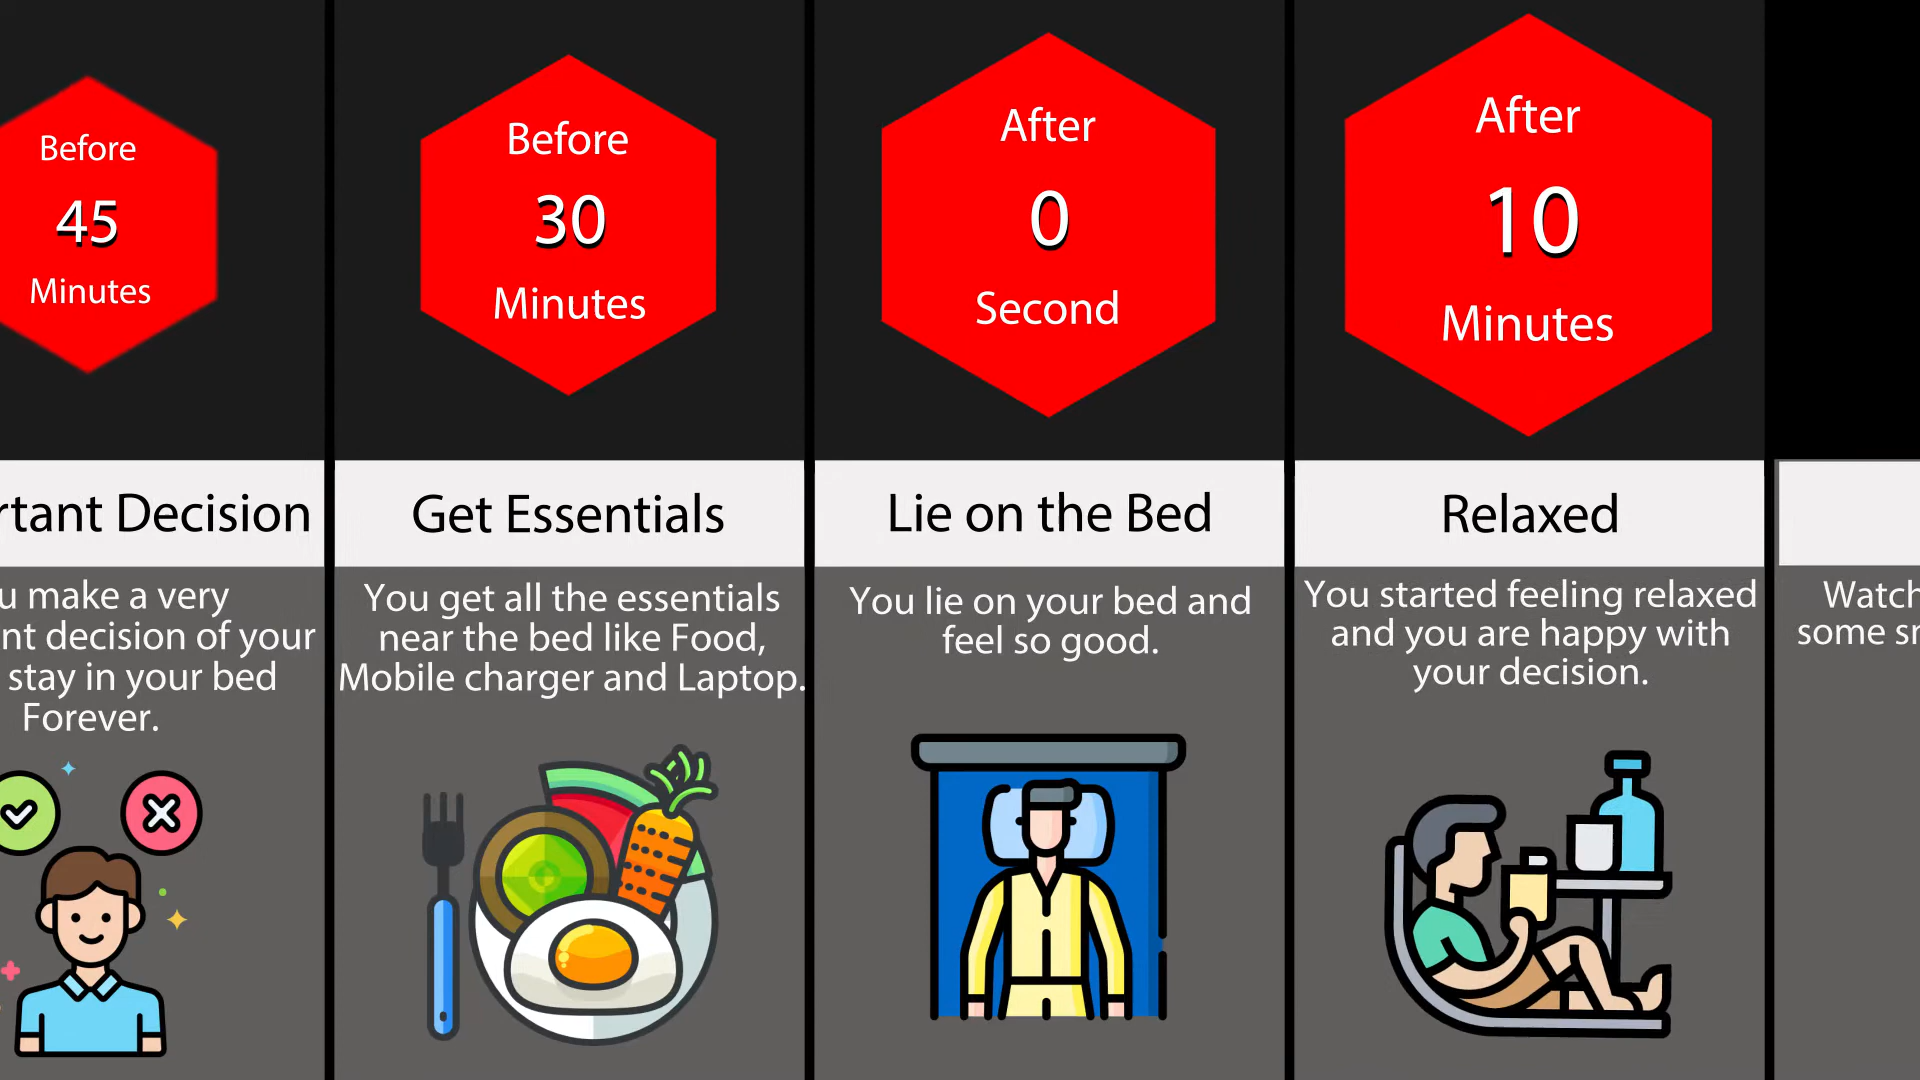 Before
45
Minutes
Decision
make a very
decision of your
stay in your bed
Forever.
Before
30
Minutes
Get Essentials
You get all the essentials
near the bed like Food,
Mobile charger and Laptop.
After
0
Second
Lie on the Bed
You lie on your bed and
feel so good.
After
10
Minutes
Relaxed
You started feeling relaxed
and you are happy with
your decision.
Watch
some